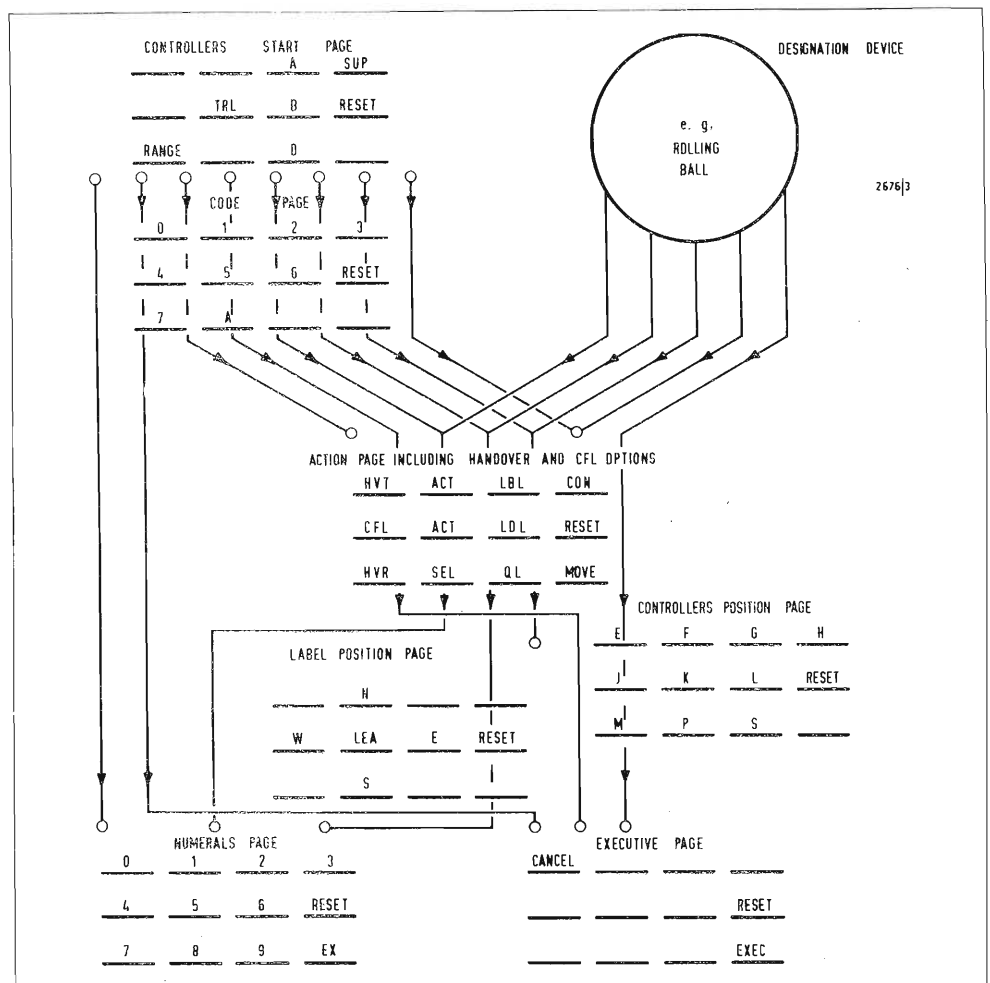 CONTROLLERS START PAGE
A SUP
TRL B RESET
RANGE D
DESIGNATION DEVICE
e. g.
ROLLING
BALL
2676|3
CODE PAGE
0 1 2 3
4 5 6 RESET
7 A
ACTION PAGE INCLUDING HANDOVER AND CFL OPTIONS
HVT ACT LBL CON
CFL ACT LDL RESET
HVR SEL QL MOVE
CONTROLLERS POSITION PAGE
E F G H
J K L RESET
M P S
LABEL POSITION PAGE
N
W LEA E RESET
S
NUMERALS PAGE
0 1 2 3
4 5 6 RESET
7 8 9 EX
EXECUTIVE PAGE
CANCEL
RESET
EXEC